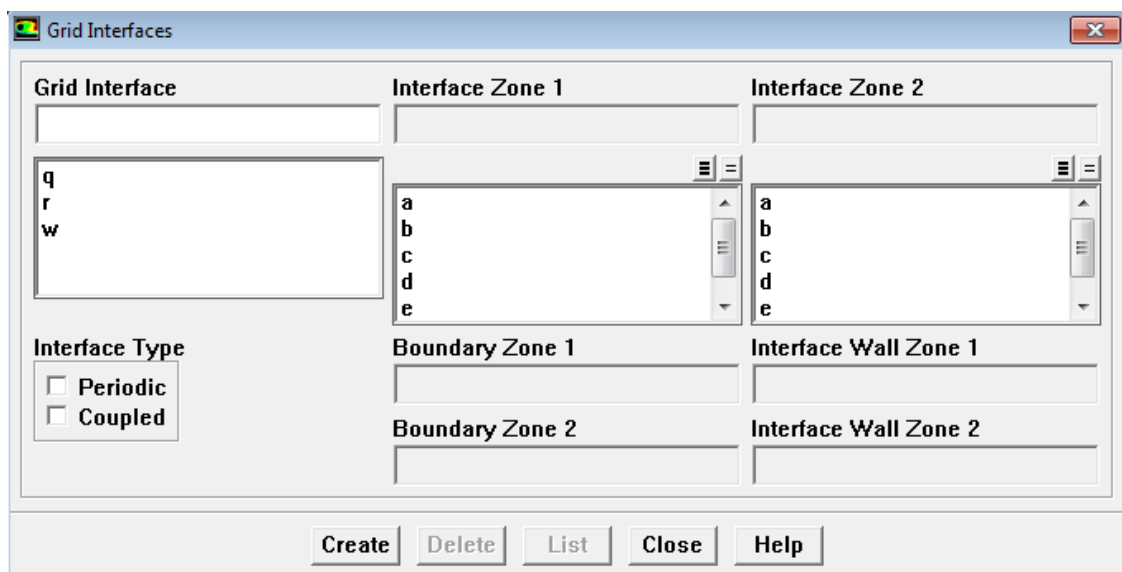 Grid Interfaces
Grid Interface
Interface Zone 1
Interface Zone 2
q
r
w
a
b
c
d
e
a
b
c
d
e
Interface Type
Periodic
Coupled
Boundary Zone 1
Interface Wall Zone 1
Boundary Zone 2
Interface Wall Zone 2
Create Delete List Close Help